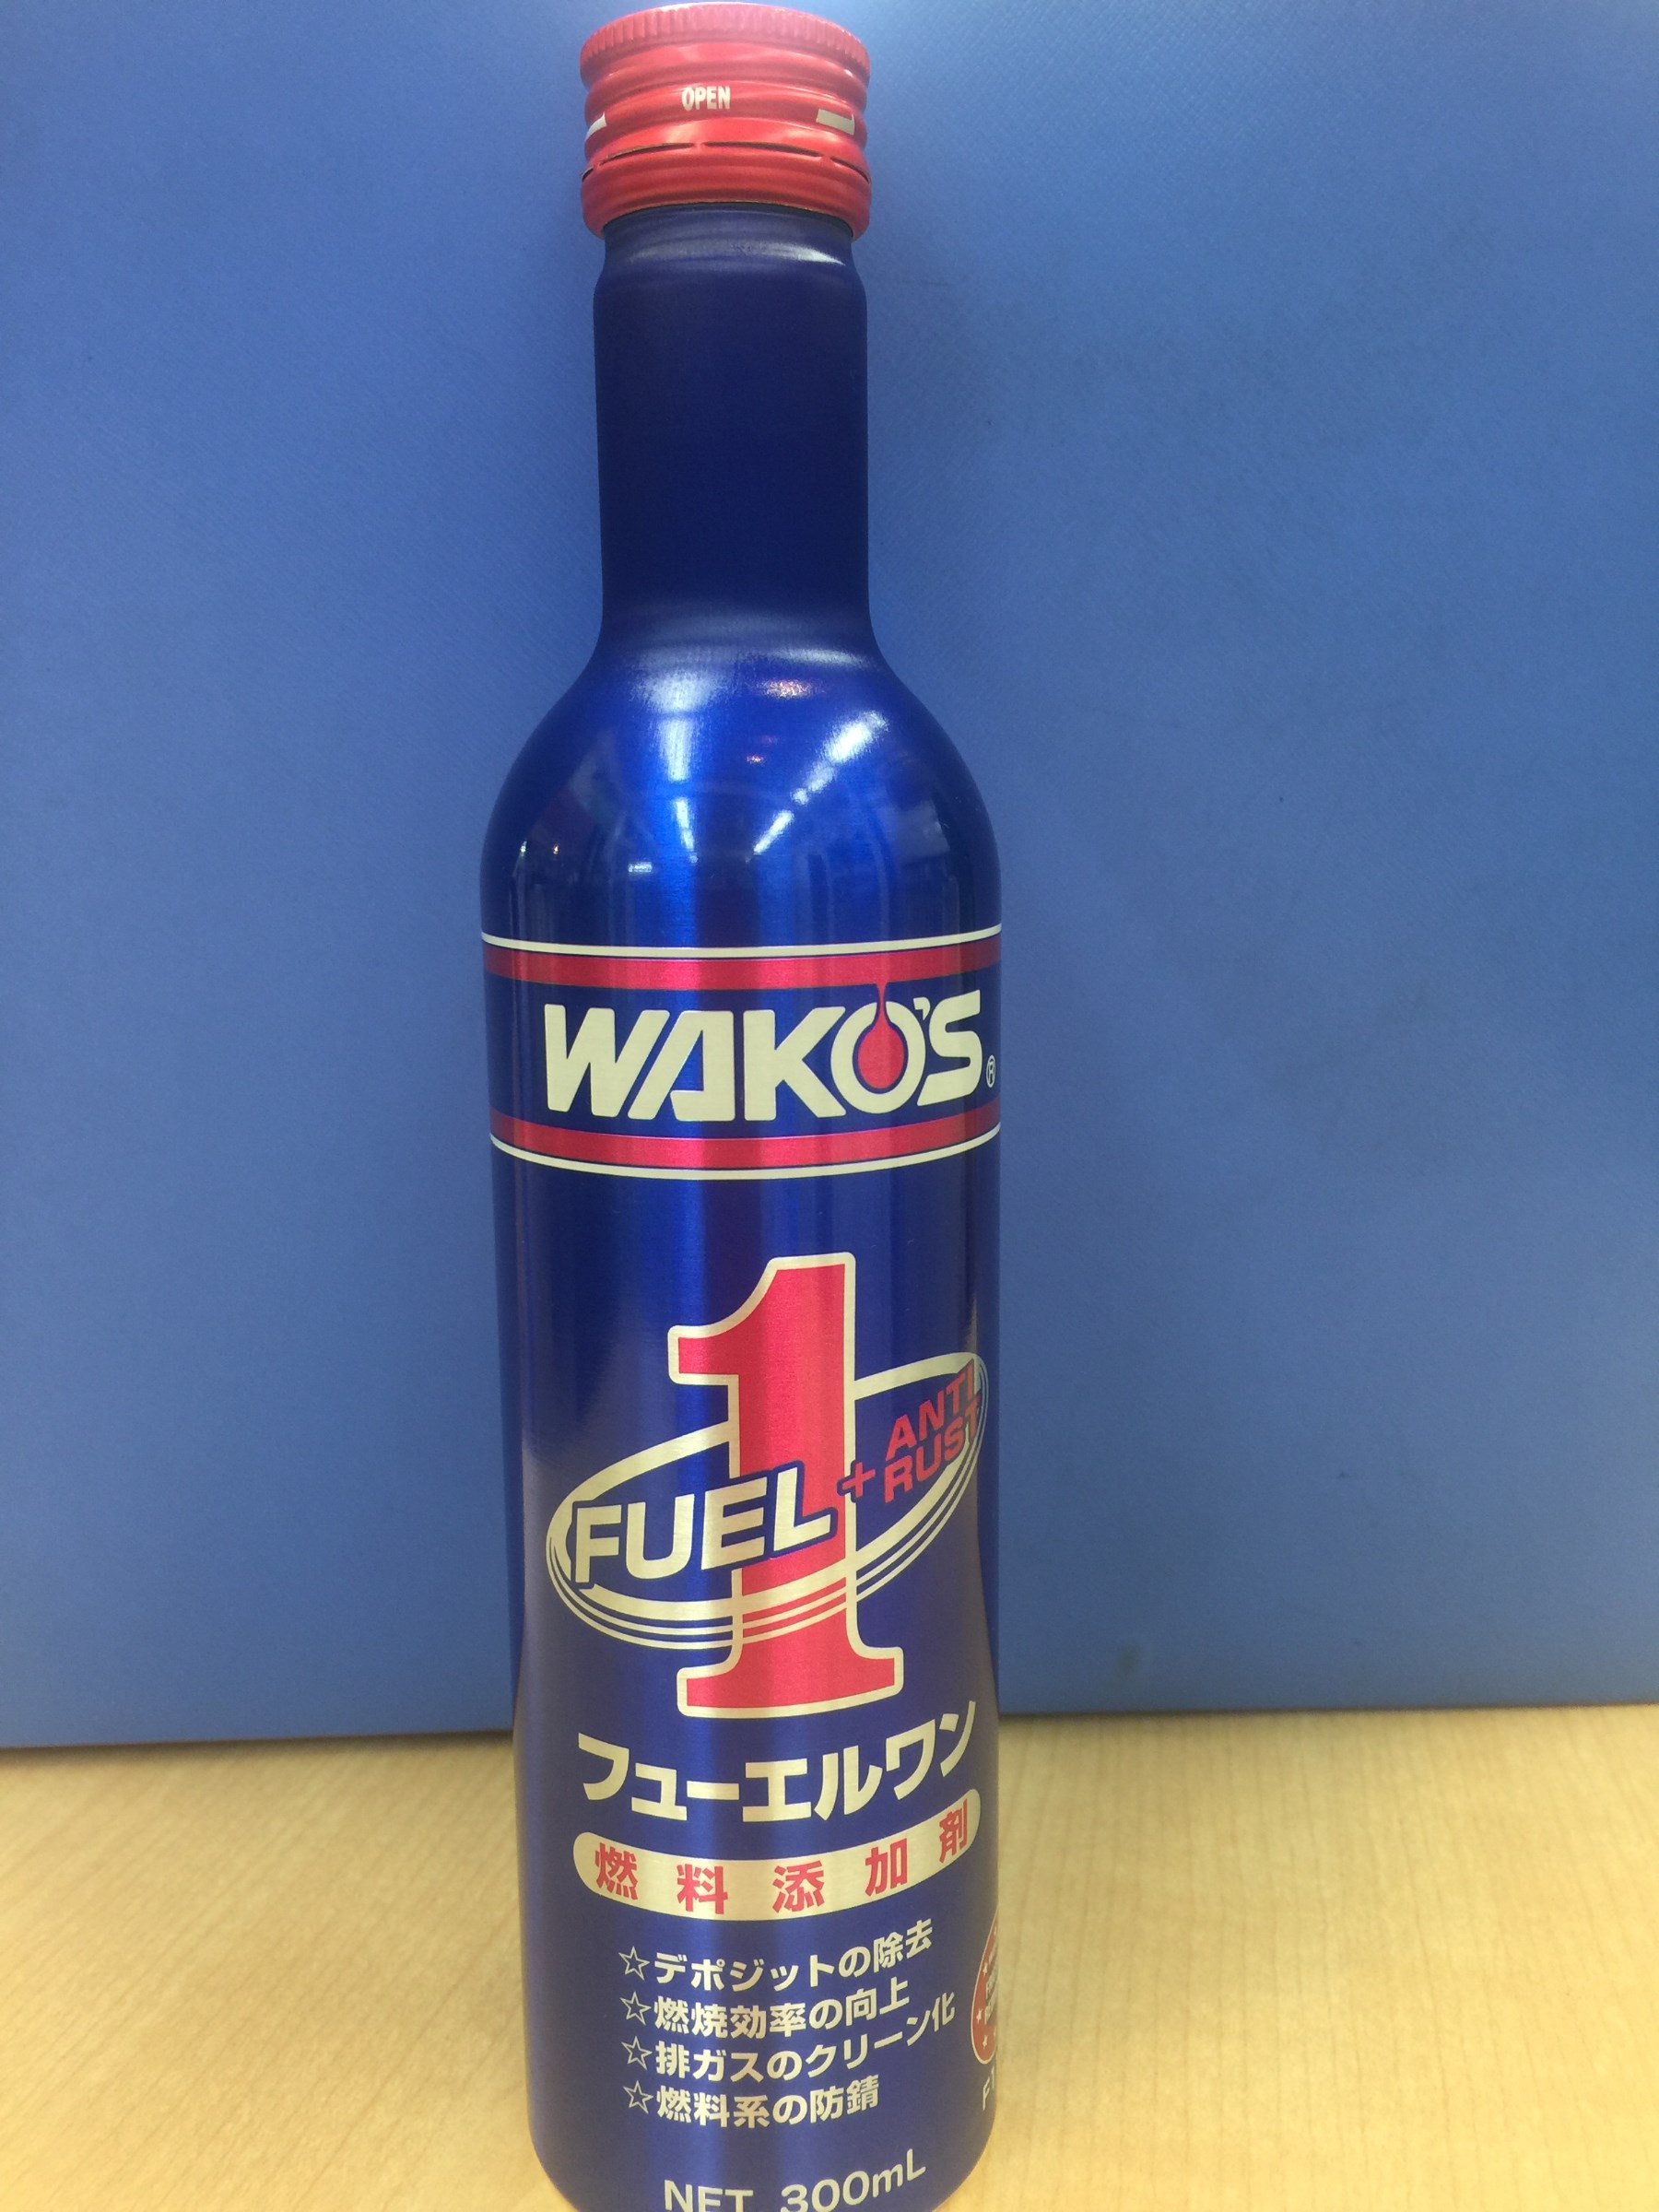 OPEN
WAKO'S®
1
FUEL +ANTI
RUST
フューエルワン
燃料添加剤
☆デポジットの除去
☆燃焼効率の向上
☆排ガスのクリーン化
☆燃料系の防錆
NET 300mL